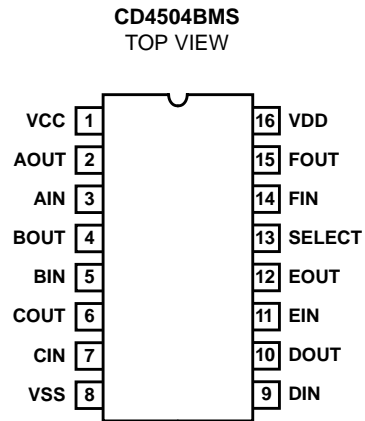 CD4504BMS
TOP VIEW
VCC 1 16 VDD
AOUT 2 15 FOUT
AIN 3 14 FIN
BOUT 4 13 SELECT
BIN 5 12 EOUT
COUT 6 11 EIN
CIN 7 10 DOUT
VSS 8 9 DIN